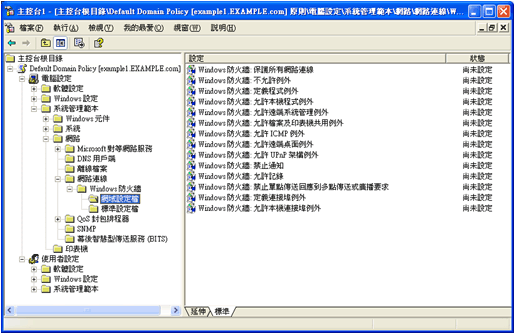 主控台1 - [主控台根目錄\Default Domain Policy [example1.EXAMPLE.com] 原則\電腦設定\系統管理範本\網路\網路連線\W...
檔案(F) 執行(A) 檢視(V) 我的最愛(O) 視窗(W) 說明(H)
主控台根目錄
Default Domain Policy [example1.EXAMPLE.com]
電腦設定
軟體設定
Windows 設定
系統管理範本
Windows 元件
系統
網路
Microsoft 對等網路服務
DNS 用戶端
離線檔案
網路連線
Windows 防火牆
網域設定檔
標準設定檔
QoS 封包排程器
SNMP
幕後智慧型傳送服務 (BITS)
印表機
使用者設定
軟體設定
Windows 設定
系統管理範本
設定 狀態
Windows 防火牆: 保護所有網路連線 尚未設定
Windows 防火牆: 不允許例外 尚未設定
Windows 防火牆: 定義程式例外 尚未設定
Windows 防火牆: 允許本機程式例外 尚未設定
Windows 防火牆: 允許遠端系統管理例外 尚未設定
Windows 防火牆: 允許檔案及印表機共用例外 尚未設定
Windows 防火牆: 允許 ICMP 例外 尚未設定
Windows 防火牆: 允許遠端桌面例外 尚未設定
Windows 防火牆: 允許 UPnP 架構例外 尚未設定
Windows 防火牆: 禁止通知 尚未設定
Windows 防火牆: 允許記錄 尚未設定
Windows 防火牆: 禁止單點傳送回應到多點傳送或廣播要求 尚未設定
Windows 防火牆: 定義連接埠例外 尚未設定
Windows 防火牆: 允許本機連接埠例外 尚未設定
延伸 標準